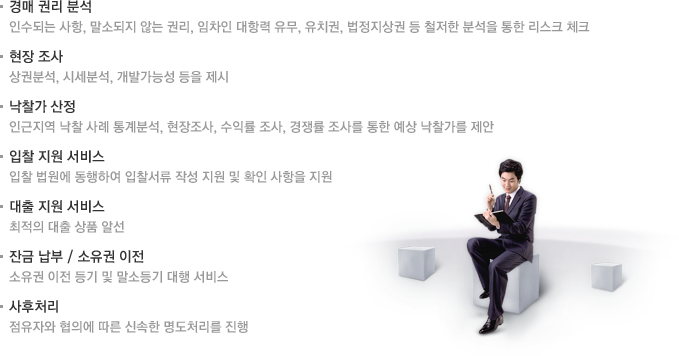 경매 권리 분석
인수되는 사항, 말소되지 않는 권리, 임차인 대항력 유무, 유치권, 법정지상권 등 철저한 분석을 통한 리스크 체크
현장 조사
상권분석, 시세분석, 개발가능성 등을 제시
낙찰가 산정
인근지역 낙찰 사례 통계분석, 현장조사, 수익률 조사, 경쟁률 조사를 통한 예상 낙찰가를 제안
입찰 지원 서비스
입찰 법원에 동행하여 입찰서류 작성 지원 및 확인 사항을 지원
대출 지원 서비스
최적의 대출 상품 알선
잔금 납부 / 소유권 이전
소유권 이전 등기 및 말소등기 대행 서비스
사후처리
점유자와 협의에 따른 신속한 명도처리를 진행